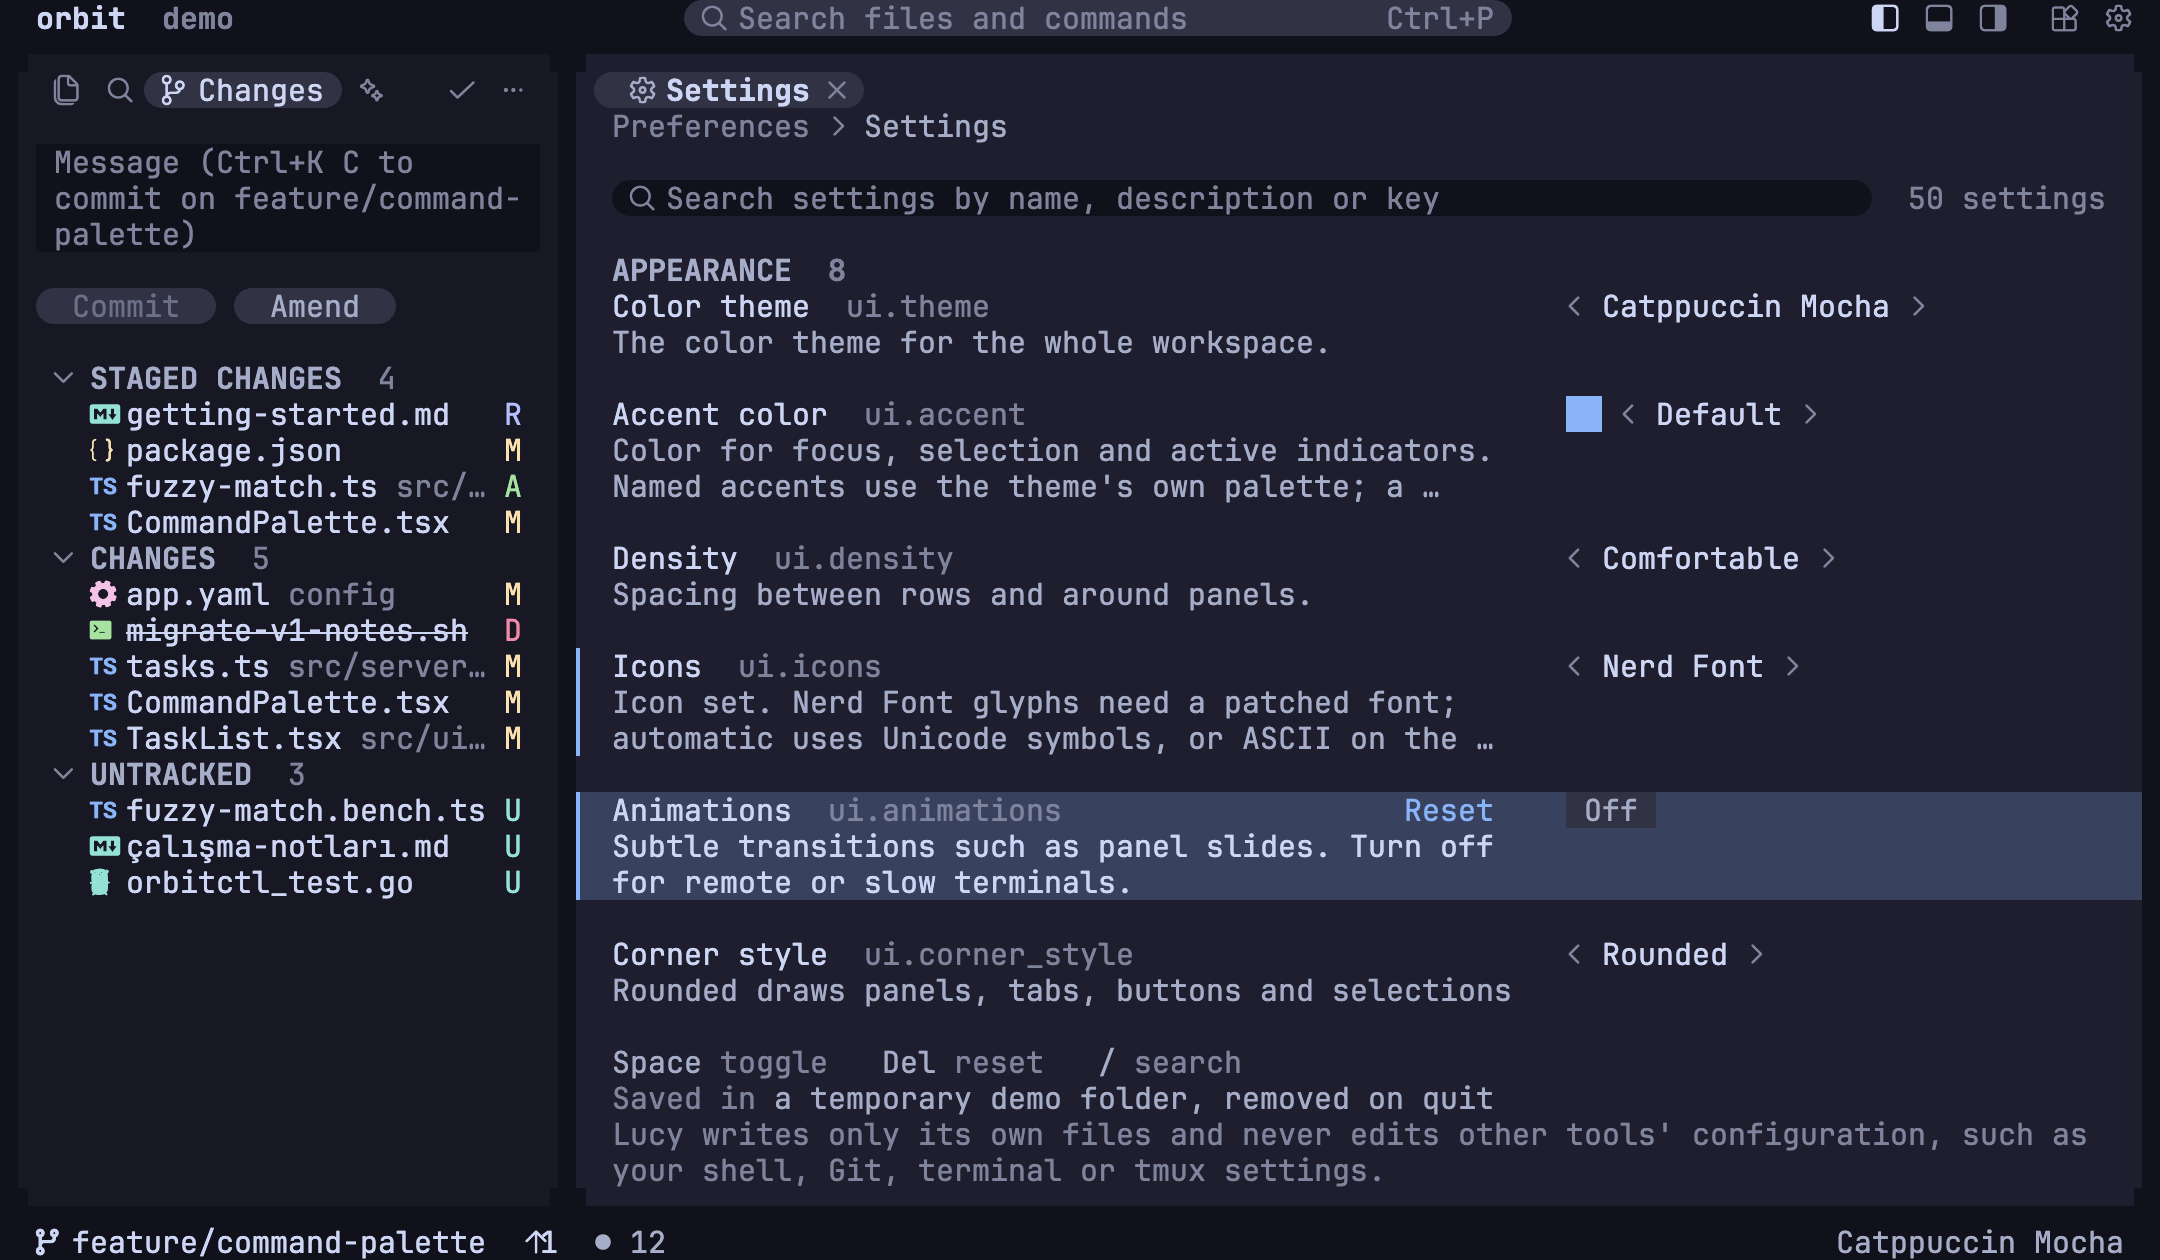 orbit demo
Search files and commands Ctrl+P
Changes
Message (Ctrl+K C to
commit on feature/command-
palette)
Commit Amend
STAGED CHANGES 4
getting-started.md R
package.json M
TS fuzzy-match.ts src/… A
TS CommandPalette.tsx M
CHANGES 5
app.yaml config M
migrate-v1-notes.sh D
TS tasks.ts src/server… M
TS CommandPalette.tsx M
TS TaskList.tsx src/ui… M
UNTRACKED 3
TS fuzzy-match.bench.ts U
çalışma-notları.md U
orbitctl_test.go U
Settings
Preferences > Settings
Search settings by name, description or key 50 settings
APPEARANCE 8
Color theme ui.theme < Catppuccin Mocha >
The color theme for the whole workspace.
Accent color ui.accent < Default >
Color for focus, selection and active indicators.
Named accents use the theme's own palette; a …
Density ui.density < Comfortable >
Spacing between rows and around panels.
Icons ui.icons < Nerd Font >
Icon set. Nerd Font glyphs need a patched font;
automatic uses Unicode symbols, or ASCII on the …
Animations ui.animations Reset Off
Subtle transitions such as panel slides. Turn off
for remote or slow terminals.
Corner style ui.corner_style < Rounded >
Rounded draws panels, tabs, buttons and selections
Space toggle Del reset / search
Saved in a temporary demo folder, removed on quit
Lucy writes only its own files and never edits other tools' configuration, such as
your shell, Git, terminal or tmux settings.
feature/command-palette ↑1 ● 12
Catppuccin Mocha